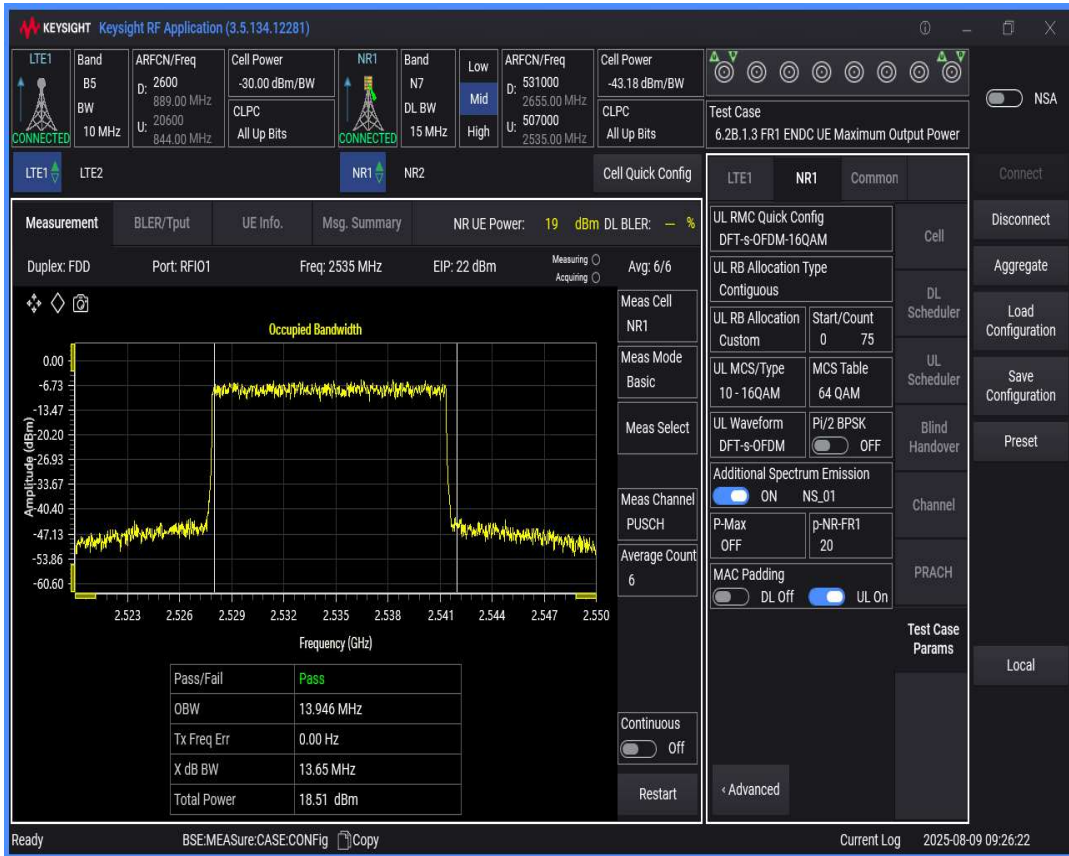 KEYSIGHT Keysight RF Application (3.5.134.12281)
LTE1
CONNECTED
Band
B5
BW
10 MHz
ARFCN/Freq
D: 2600
889.00 MHz
U: 20600
844.00 MHz
Cell Power
-30.00 dBm/BW
CLPC
All Up Bits
NR1
CONNECTED
Band
N7
DL BW
15 MHz
Low
Mid
High
ARFCN/Freq
D: 531000
2655.00 MHz
U: 507000
2535.00 MHz
Cell Power
-43.18 dBm/BW
CLPC
All Up Bits
Test Case
6.2B.1.3 FR1 ENDC UE Maximum Output Power
NSA
LTE1 LTE2 NR1 NR2 Cell Quick Config
Measurement BLER/Tput UE Info. Msg. Summary NR UE Power: 19 dBm DL BLER: — %
Duplex: FDD Port: RFIO1 Freq: 2535 MHz EIP: 22 dBm Measuring Acquiring Avg: 6/6
Occupied Bandwidth
Amplitude (dBm)
0.00
-6.73
-13.47
-20.20
-26.93
-33.67
-40.40
-47.13
-53.86
-60.60
2.523 2.526 2.529 2.532 2.535 2.538 2.541 2.544 2.547 2.550
Frequency (GHz)
Pass/Fail Pass
OBW 13.946 MHz
Tx Freq Err 0.00 Hz
X dB BW 13.65 MHz
Total Power 18.51 dBm
Meas Cell
NR1
Meas Mode
Basic
Meas Select
Meas Channel
PUSCH
Average Count
6
Continuous
Off
Restart
LTE1 NR1 Common
UL RMC Quick Config
DFT-s-OFDM-16QAM
UL RB Allocation Type
Contiguous
UL RB Allocation
Custom
Start/Count
0 75
UL MCS/Type
10 - 16QAM
MCS Table
64 QAM
UL Waveform
DFT-s-OFDM
Pi/2 BPSK
OFF
Additional Spectrum Emission
ON NS_01
P-Max
OFF
p-NR-FR1
20
MAC Padding
DL Off UL On
‹ Advanced
Cell
DL
Scheduler
UL
Scheduler
Blind
Handover
Channel
PRACH
Test Case
Params
Connect
Disconnect
Aggregate
Load
Configuration
Save
Configuration
Preset
Local
Ready BSE:MEASure:CASE:CONFig Copy Current Log 2025-08-09 09:26:22